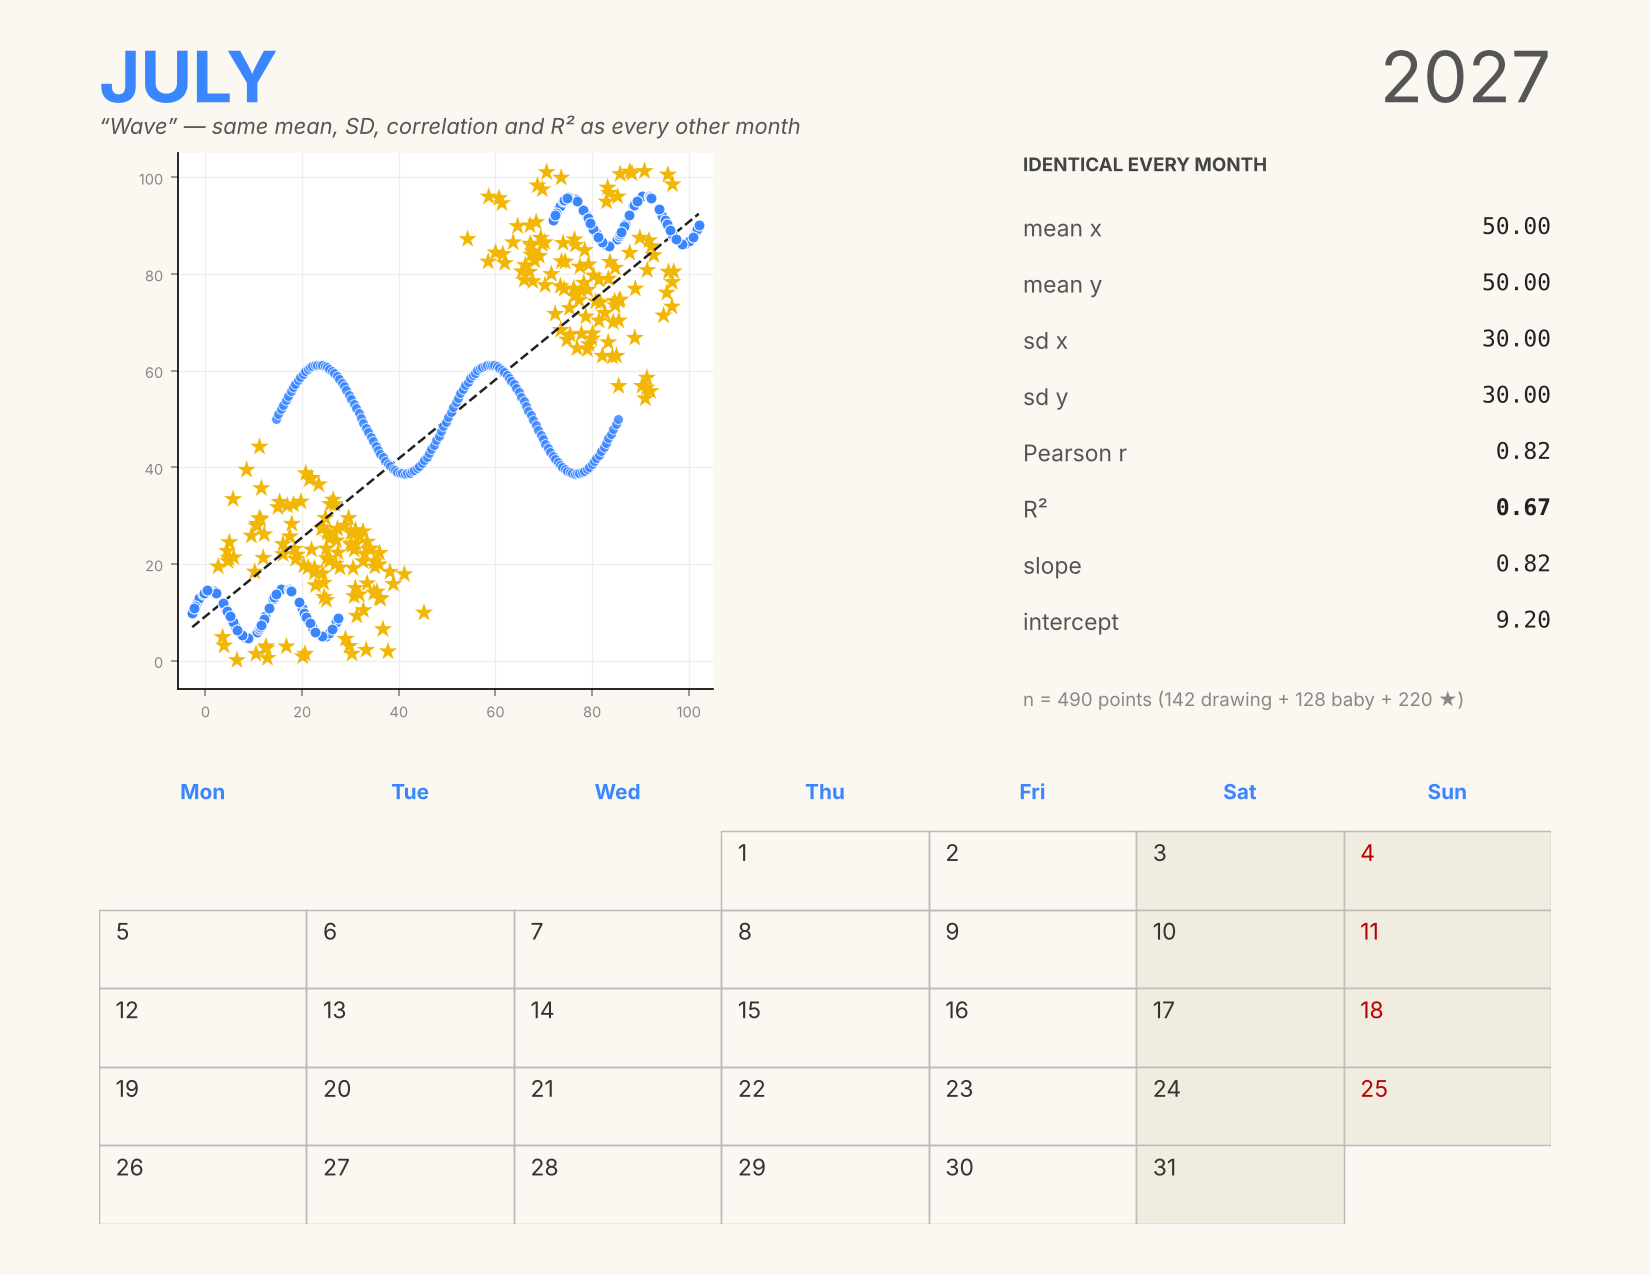 JULY 2027
“Wave” — same mean, SD, correlation and R² as every other month
100
80
60
40
20
0
0 20 40 60 80 100
IDENTICAL EVERY MONTH
mean x 50.00
mean y 50.00
sd x 30.00
sd y 30.00
Pearson r 0.82
R² 0.67
slope 0.82
intercept 9.20
n = 490 points (142 drawing + 128 baby + 220 ★)
Mon Tue Wed Thu Fri Sat Sun
1 2 3 4
5 6 7 8 9 10 11
12 13 14 15 16 17 18
19 20 21 22 23 24 25
26 27 28 29 30 31